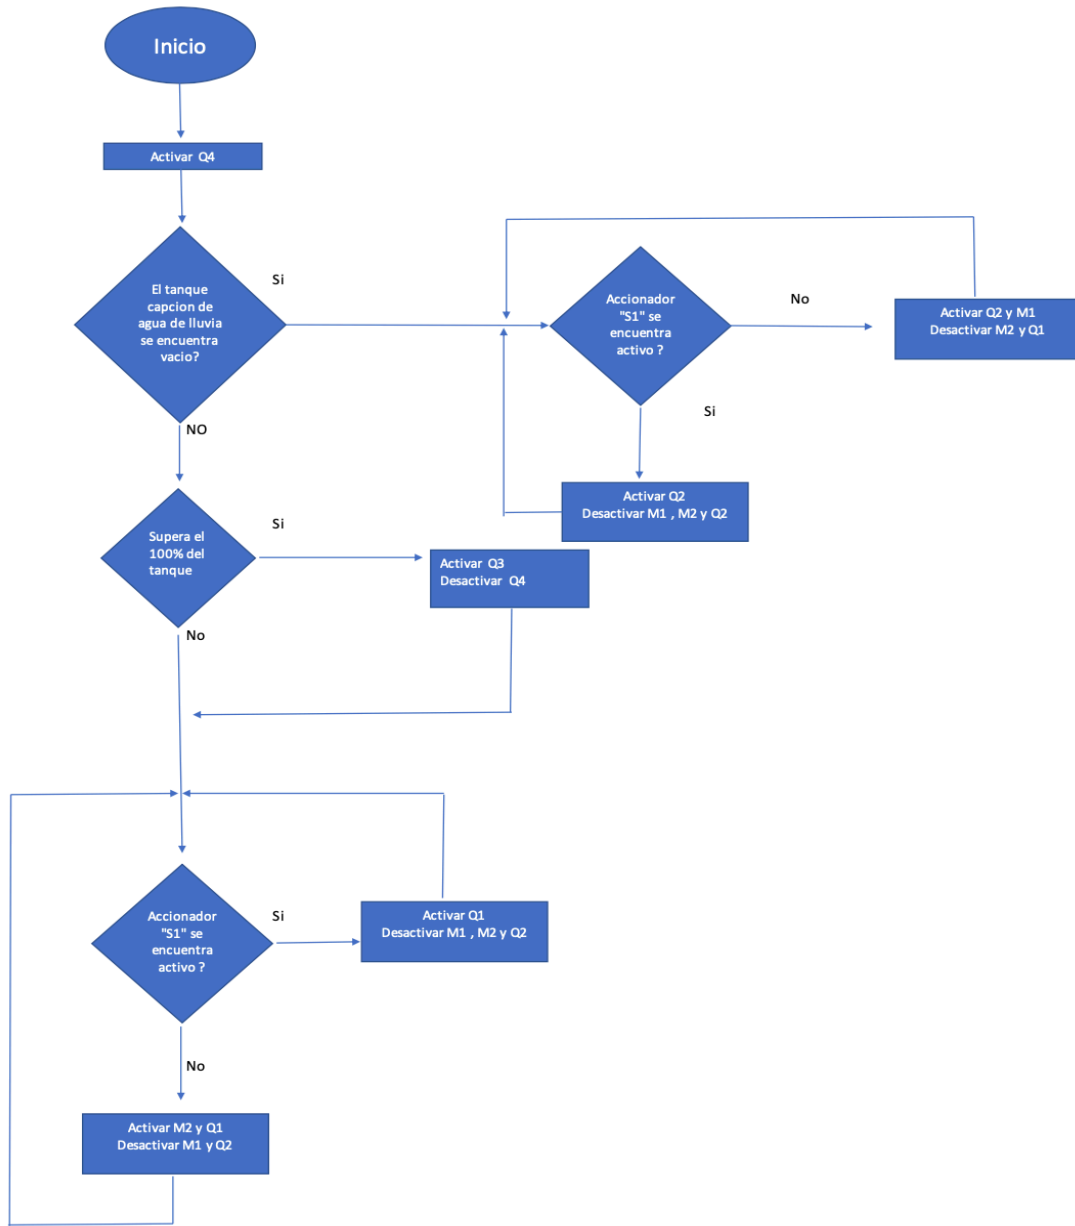 Inicio
Activar Q4
El tanque
capcion de
agua de lluvia
se encuentra
vacio?
Si
Accionador
"S1" se
encuentra
activo ?
No
Activar Q2 y M1
Desactivar M2 y Q1
Si
NO
Activar Q2
Desactivar M1 , M2 y Q2
Supera el
100% del
tanque
Si
Activar Q3
Desactivar Q4
No
Accionador
"S1" se
encuentra
activo ?
Si
Activar Q1
Desactivar M1 , M2 y Q2
No
Activar M2 y Q1
Desactivar M1 y Q2